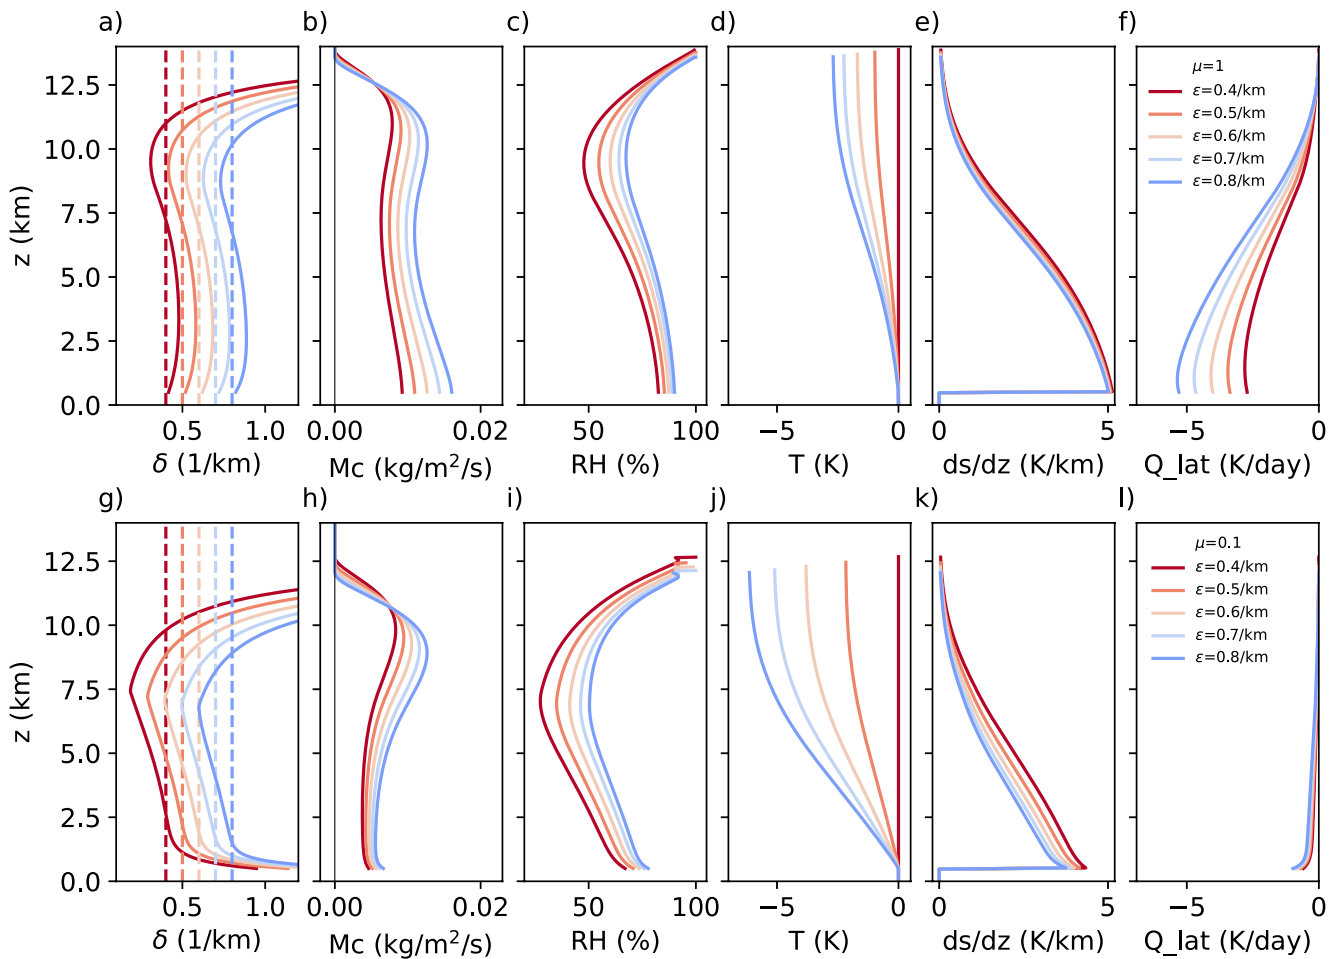 a)
b)
c)
d)
e)
f)
12.5
10.0
7.5
5.0
2.5
0.0
z (km)
μ=1
ε=0.4/km
ε=0.5/km
ε=0.6/km
ε=0.7/km
ε=0.8/km
0.5 1.0
0.00 0.02
50 100
−5 0
0 5
−5 0
δ (1/km)
Mc (kg/m²/s)
RH (%)
T (K)
ds/dz (K/km)
Q_lat (K/day)
g)
h)
i)
j)
k)
l)
12.5
10.0
7.5
5.0
2.5
0.0
z (km)
μ=0.1
ε=0.4/km
ε=0.5/km
ε=0.6/km
ε=0.7/km
ε=0.8/km
0.5 1.0
0.00 0.02
50 100
−5 0
0 5
−5 0
δ (1/km)
Mc (kg/m²/s)
RH (%)
T (K)
ds/dz (K/km)
Q_lat (K/day)